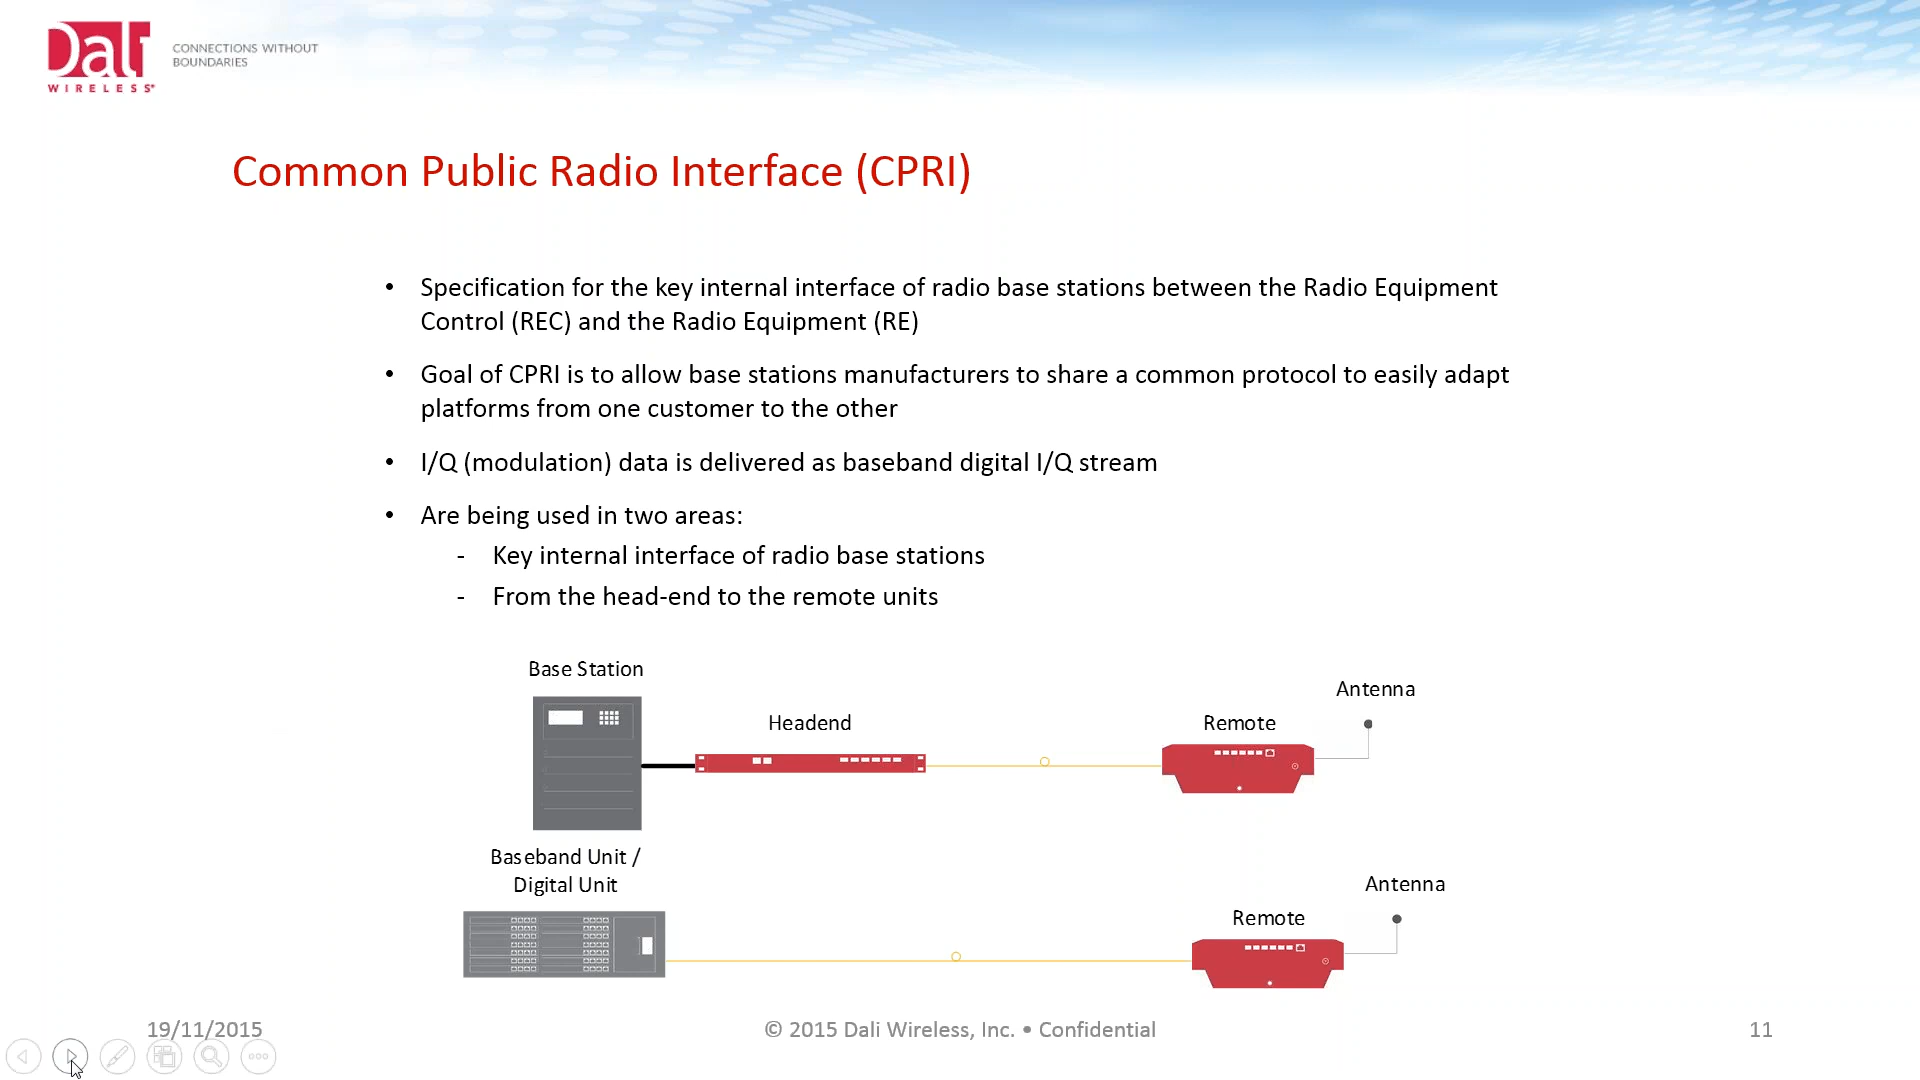 Dali
WIRELESS
CONNECTIONS WITHOUT
BOUNDARIES
Common Public Radio Interface (CPRI)
• Specification for the key internal interface of radio base stations between the Radio Equipment
Control (REC) and the Radio Equipment (RE)
• Goal of CPRI is to allow base stations manufacturers to share a common protocol to easily adapt
platforms from one customer to the other
• I/Q (modulation) data is delivered as baseband digital I/Q stream
• Are being used in two areas:
- Key internal interface of radio base stations
- From the head-end to the remote units
Base Station
Headend
Remote
Antenna
Baseband Unit /
Digital Unit
Remote
Antenna
19/11/2015
© 2015 Dali Wireless, Inc. • Confidential
11